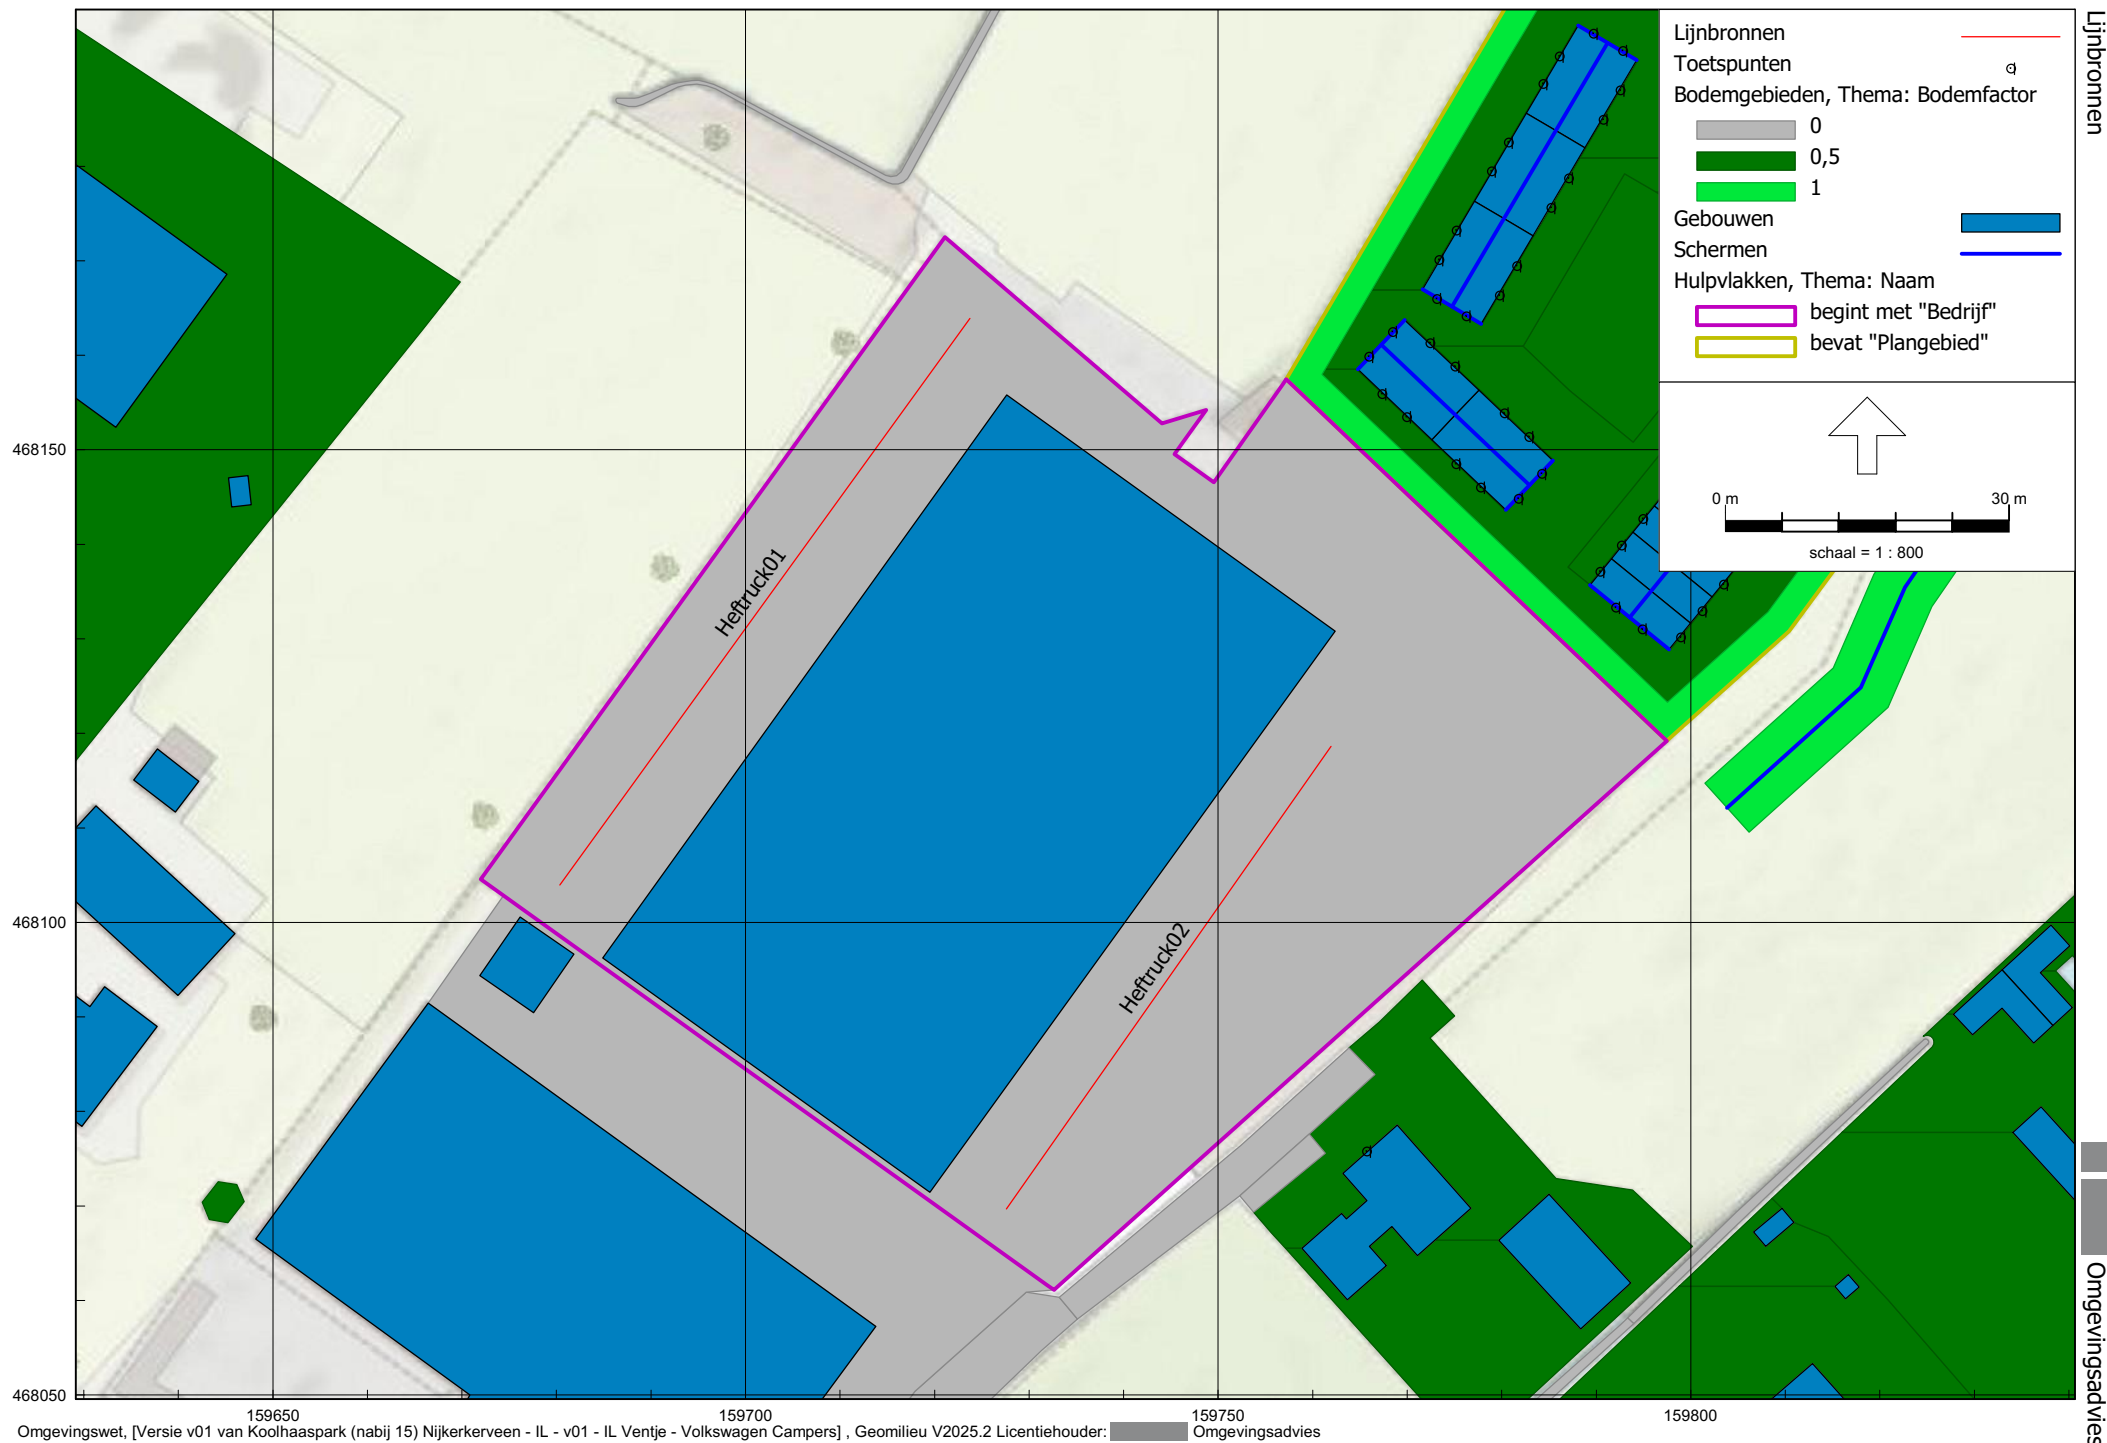 Lijnbronnen
Toetspunten
Bodemgebieden, Thema: Bodemfactor
0
0,5
1
Gebouwen
Schermen
Hulpvlakken, Thema: Naam
begint met "Bedrijf"
bevat "Plangebied"
0 m
30 m
schaal = 1 : 800
Lijnbronnen
Omgevingsadvies
Heftruck01
Heftruck02
468150
468100
468050
159650
159700
159750
159800
Omgevingswet, [Versie v01 van Koolhaaspark (nabij 15) Nijkerkerveen - IL - v01 - IL Ventje - Volkswagen Campers] , Geomilieu V2025.2 Licentiehouder: Omgevingsadvies